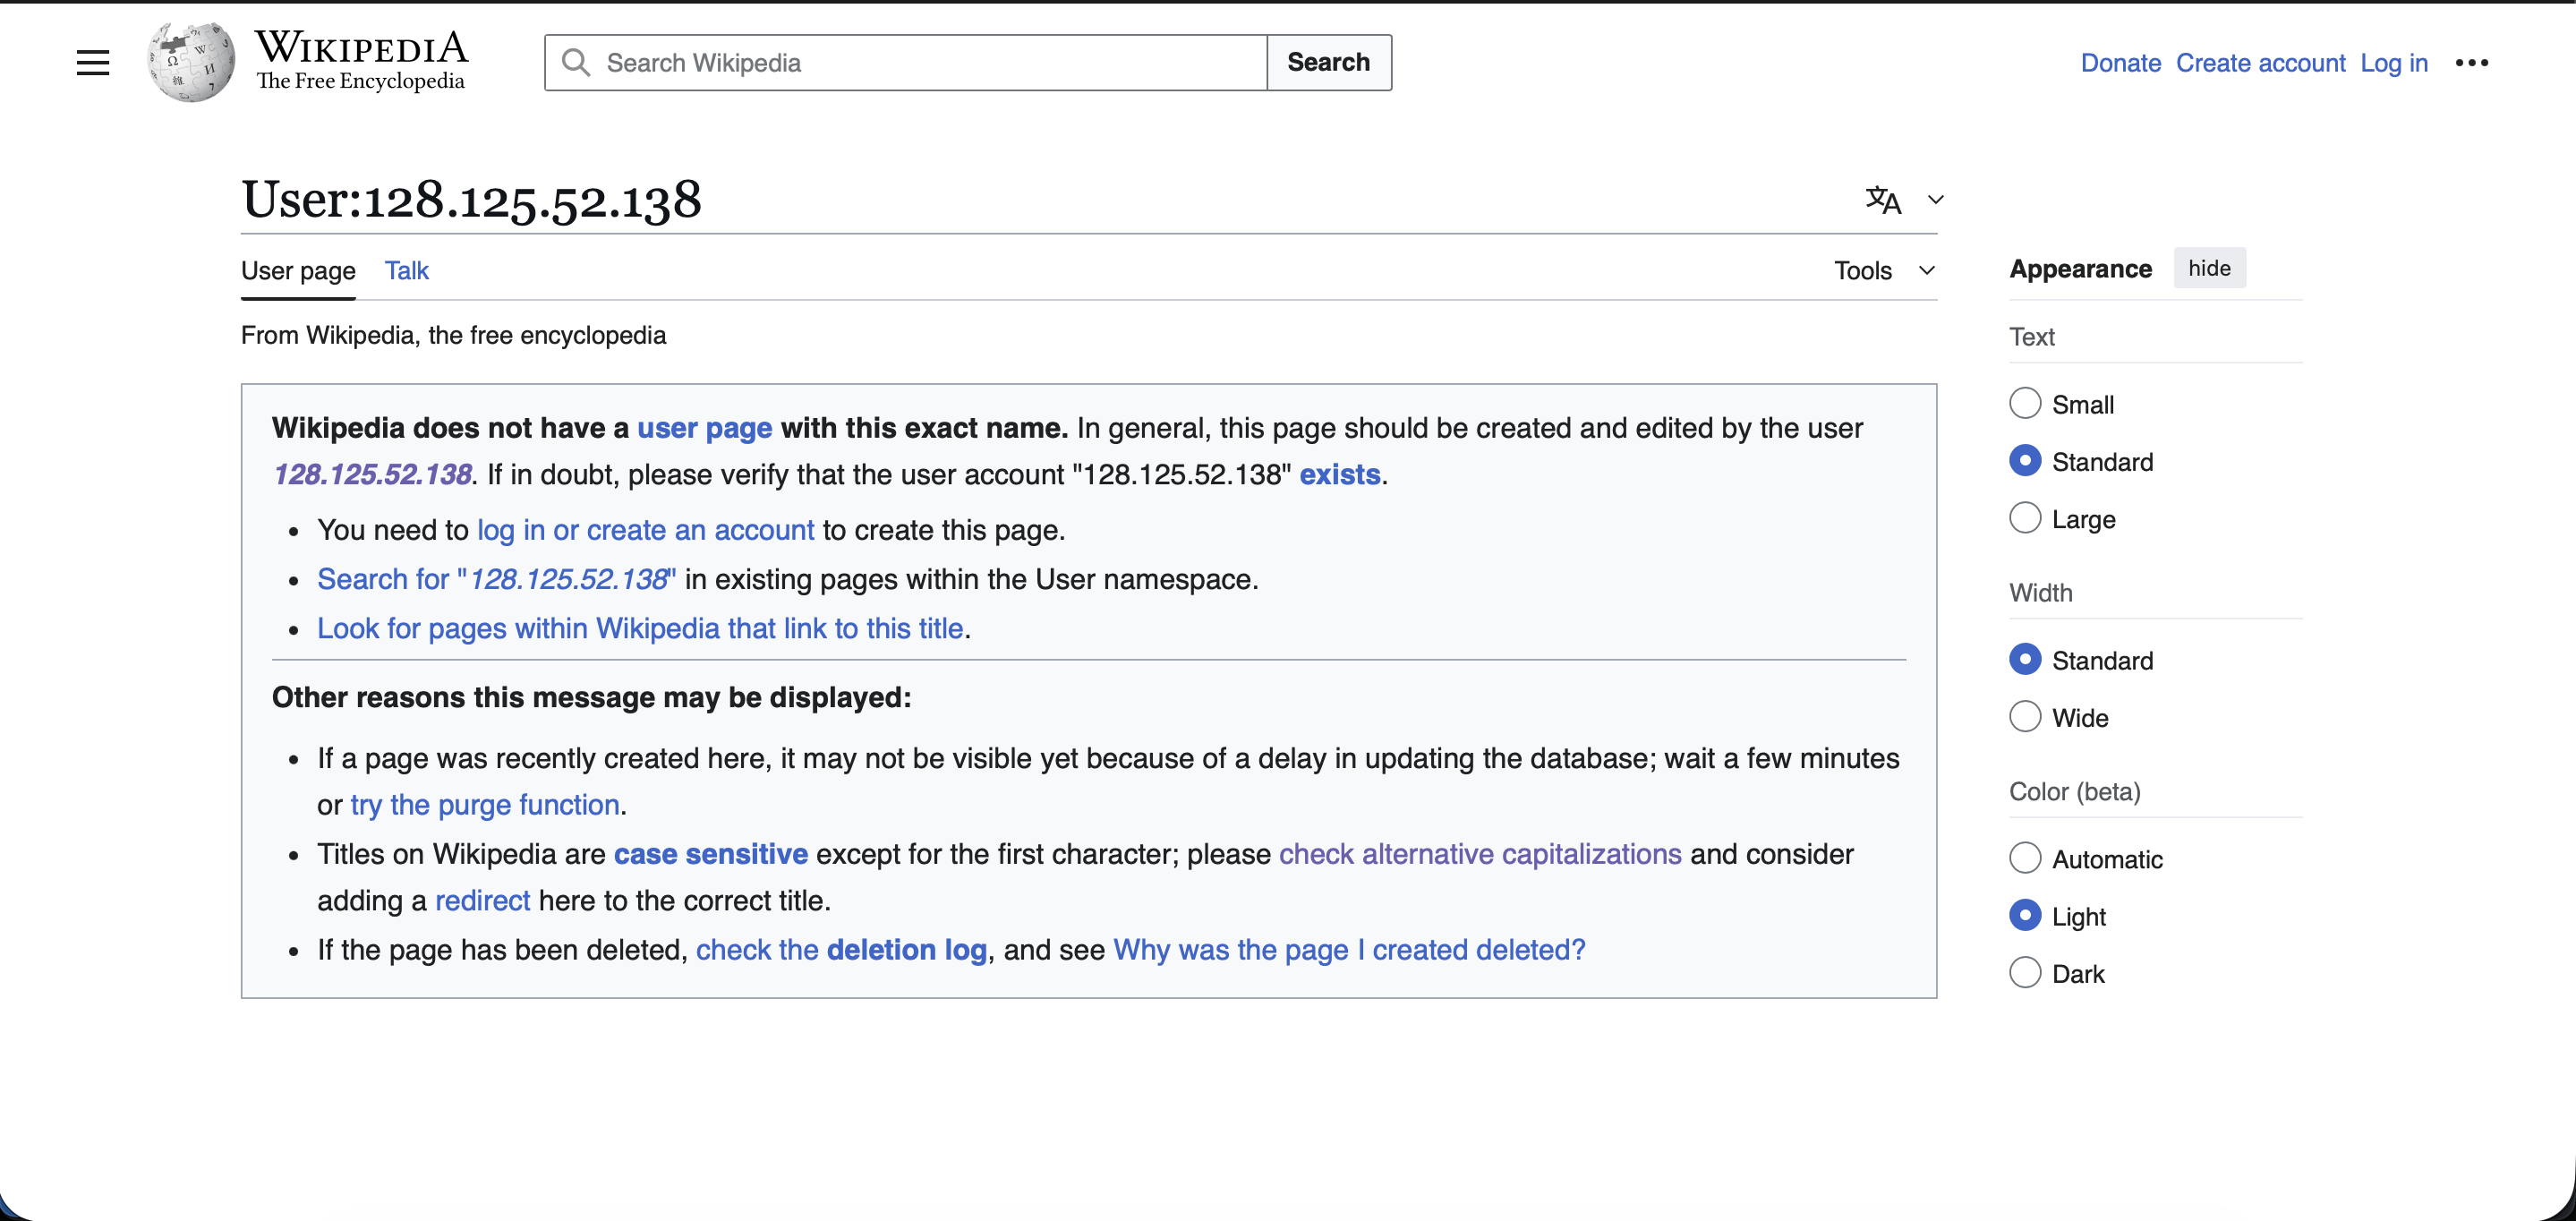 WIKIPEDIA
The Free Encyclopedia
Search Wikipedia
Search
Donate Create account Log in
User:128.125.52.138
User page Talk
Tools
From Wikipedia, the free encyclopedia
Wikipedia does not have a user page with this exact name. In general, this page should be created and edited by the user
128.125.52.138. If in doubt, please verify that the user account "128.125.52.138" exists.
You need to log in or create an account to create this page.
Search for "128.125.52.138" in existing pages within the User namespace.
Look for pages within Wikipedia that link to this title.
Other reasons this message may be displayed:
If a page was recently created here, it may not be visible yet because of a delay in updating the database; wait a few minutes
or try the purge function.
Titles on Wikipedia are case sensitive except for the first character; please check alternative capitalizations and consider
adding a redirect here to the correct title.
If the page has been deleted, check the deletion log, and see Why was the page I created deleted?
Appearance hide
Text
Small
Standard
Large
Width
Standard
Wide
Color (beta)
Automatic
Light
Dark